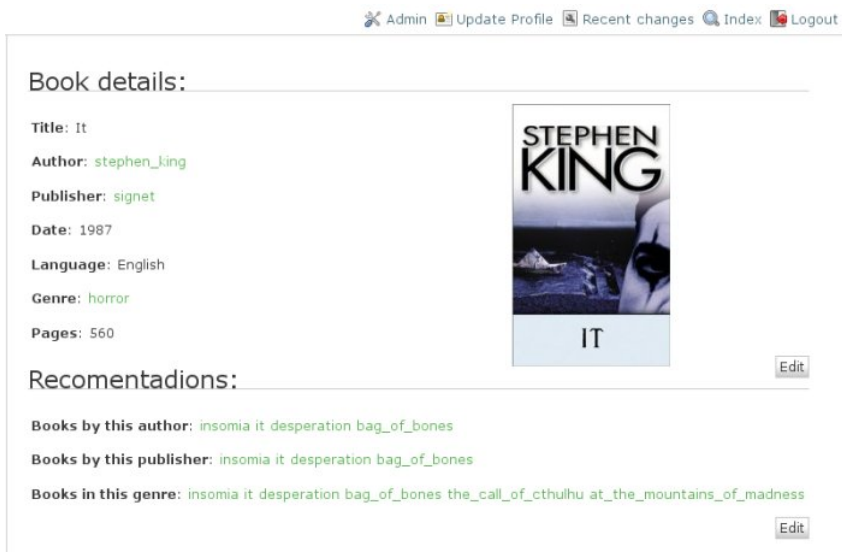 Admin Update Profile Recent changes Index Logout
Book details:
Title: It
Author: stephen_king
Publisher: signet
Date: 1987
Language: English
Genre: horror
Pages: 560
STEPHEN
KING
IT
Edit
Recomentadions:
Books by this author: insomia it desperation bag_of_bones
Books by this publisher: insomia it desperation bag_of_bones
Books in this genre: insomia it desperation bag_of_bones the_call_of_cthulhu at_the_mountains_of_madness
Edit